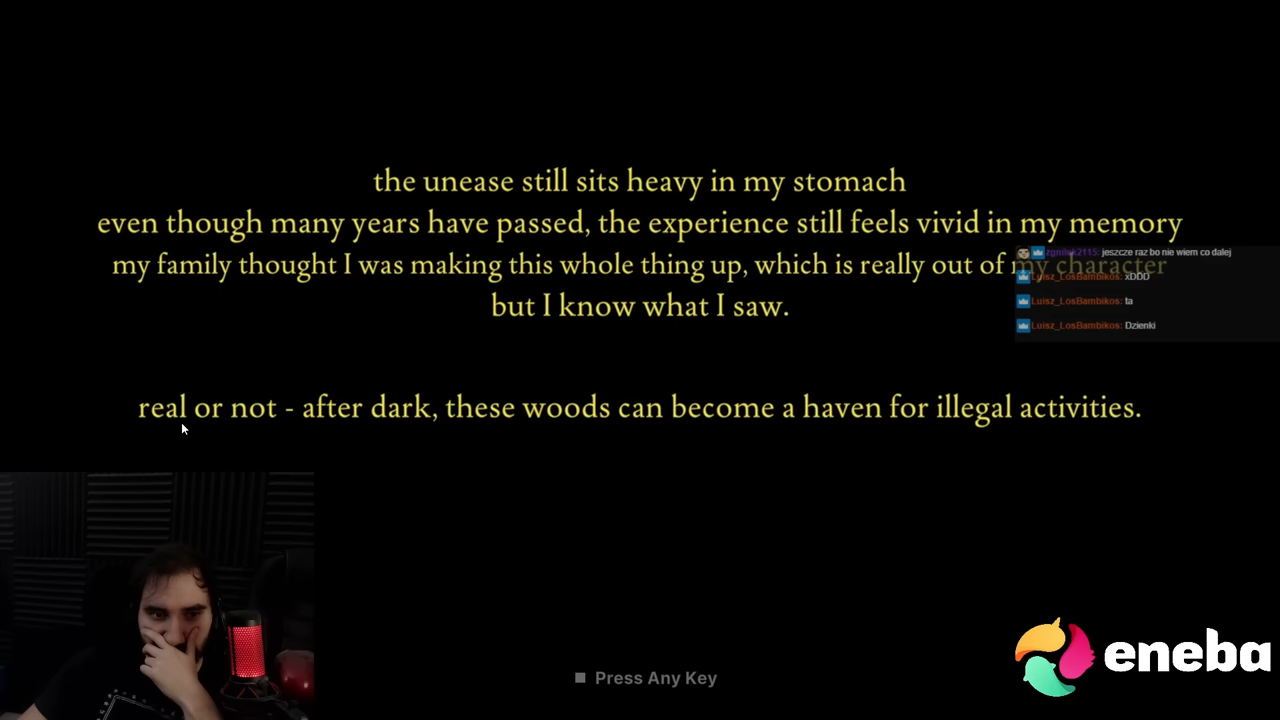 the unease still sits heavy in my stomach
even though many years have passed, the experience still feels vivid in my memory
my family thought I was making this whole thing up, which is really out of my character
but I know what I saw.
real or not - after dark, these woods can become a haven for illegal activities.
jeszcze raz bo nie wiem co dalej
Luisz_LosBambikos: xDDD
Luisz_LosBambikos: ta
Luisz_LosBambikos: Dzienki
Press Any Key
eneba